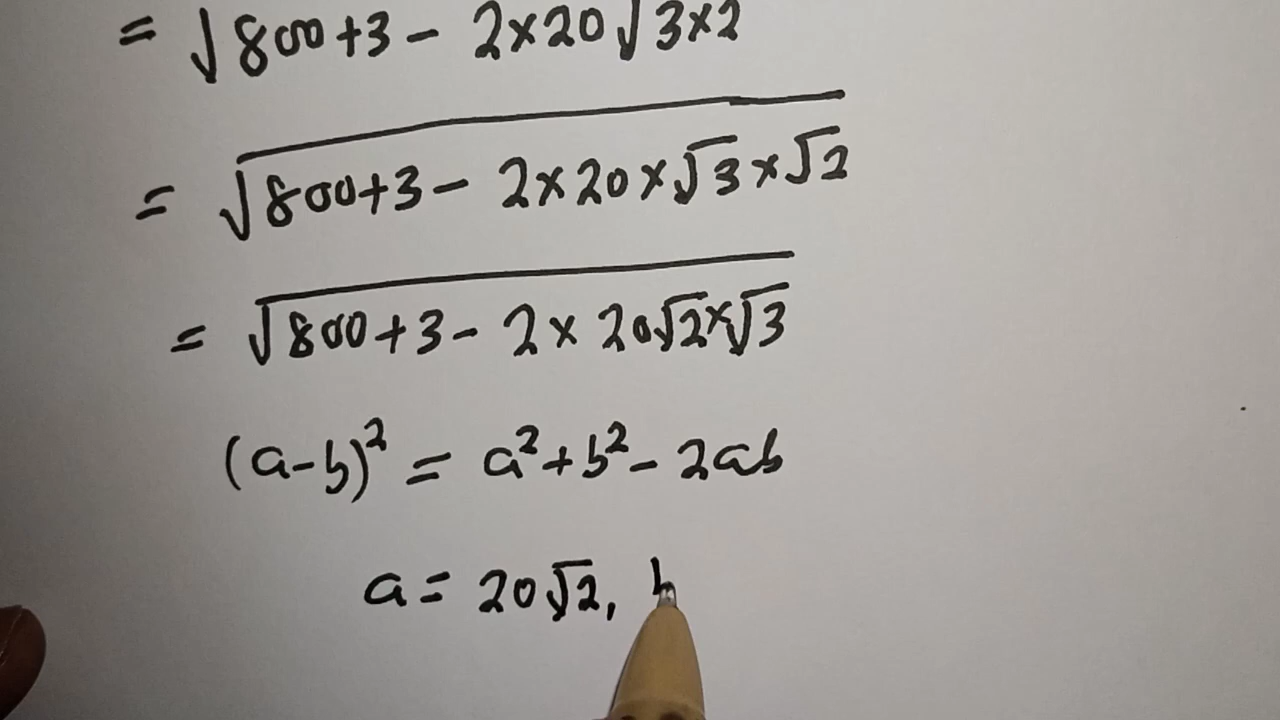 = √800+3 - 2×20√3×2
= √800+3 - 2×20×√3×√2
= √800+3 - 2× 20√2×√3
(a-b)² = a²+b²- 2ab
a= 20√2, b